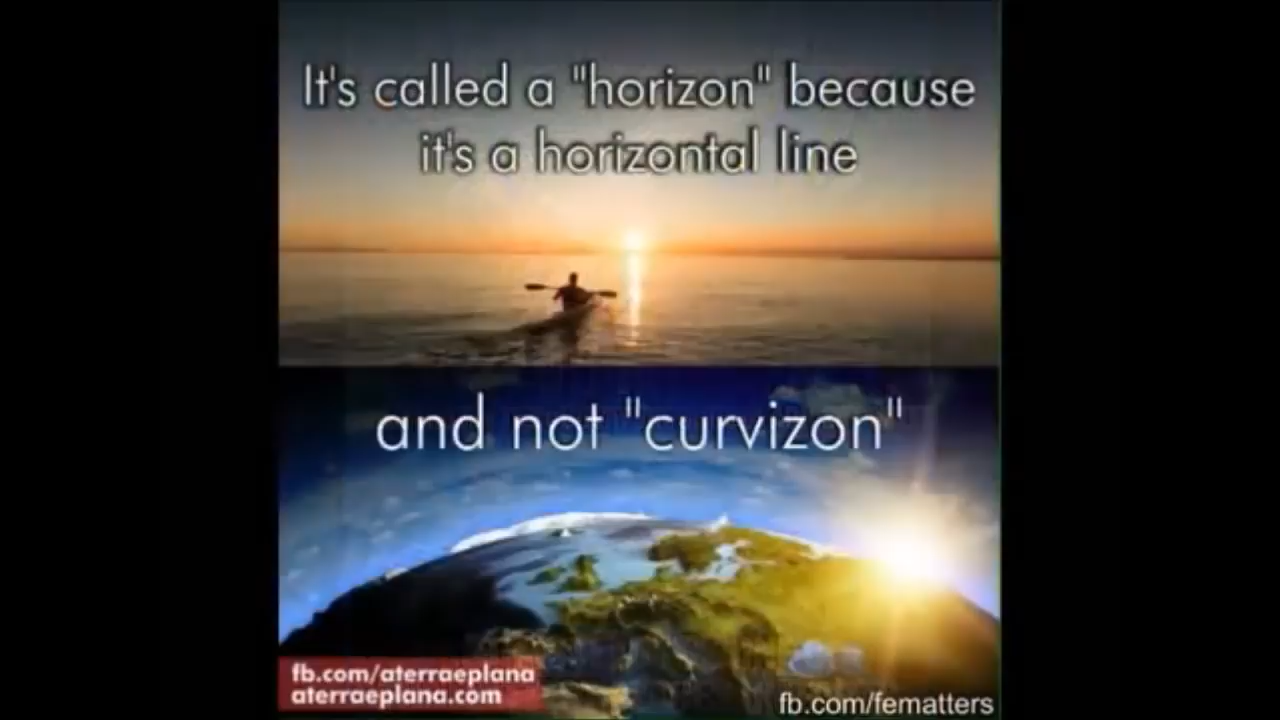 It's called a "horizon" because
it's a horizontal line
and not "curvizon"
fb.com/aterraeplana
aterraeplana.com
fb.com/fematters